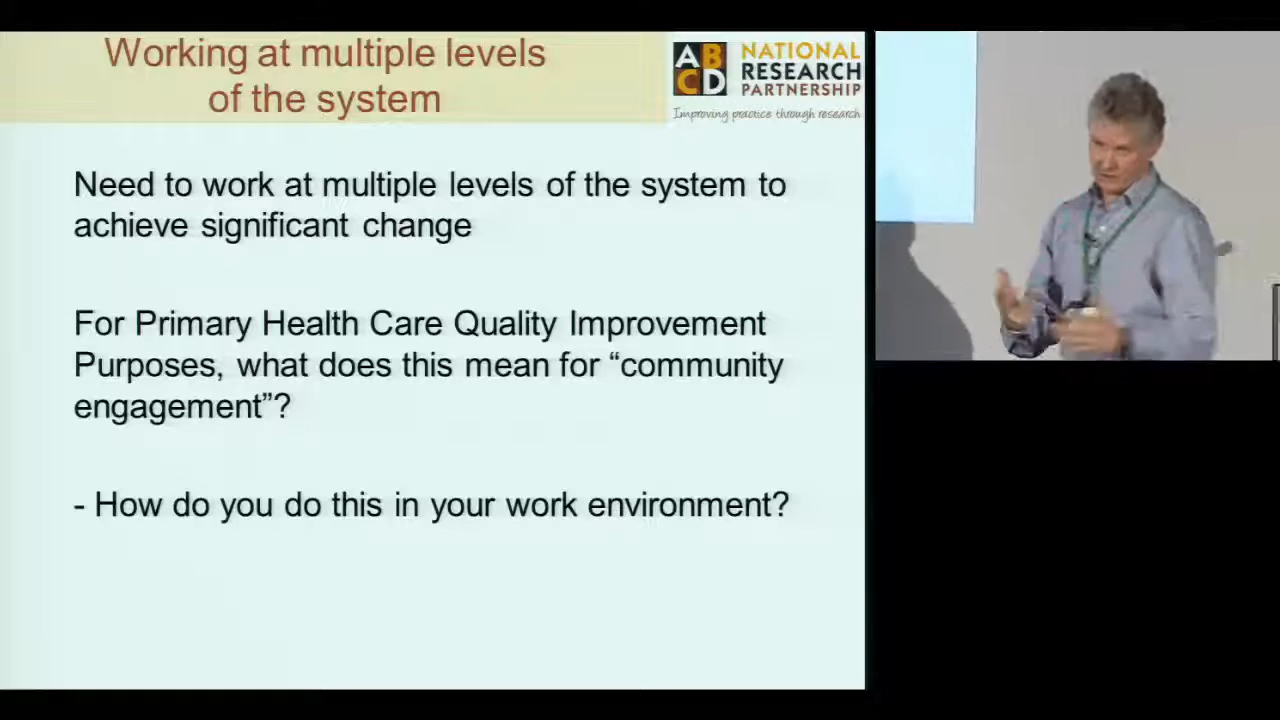 Working at multiple levels
of the system
ABCD
NATIONAL
RESEARCH
PARTNERSHIP
Improving practice through research
Need to work at multiple levels of the system to
achieve significant change
For Primary Health Care Quality Improvement
Purposes, what does this mean for “community
engagement”?
- How do you do this in your work environment?